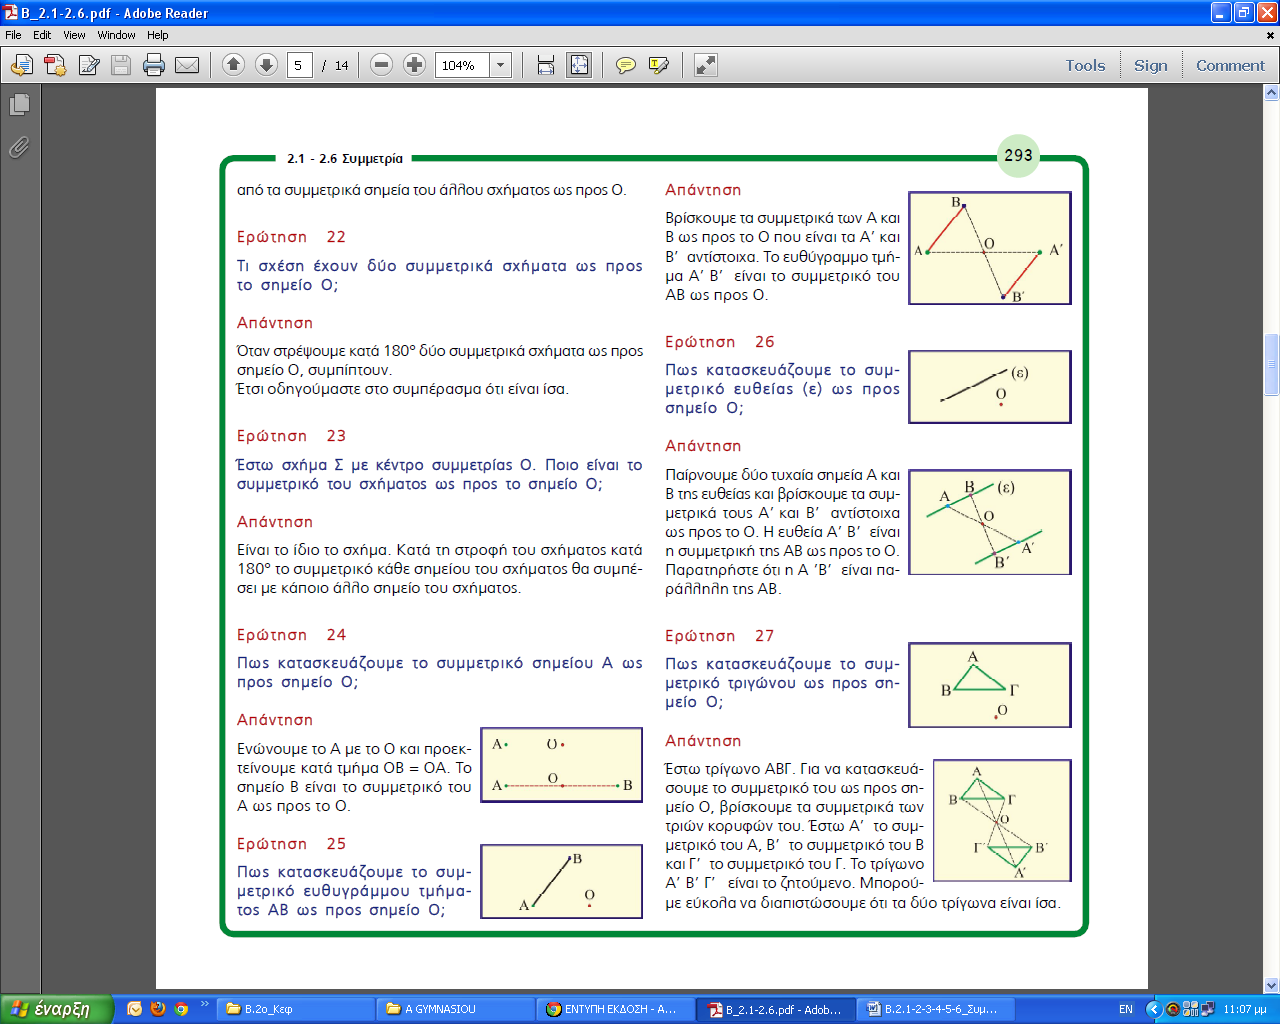 B_2.1-2.6.pdf - Adobe Reader
File Edit View Window Help
5 / 14 104% Tools Sign Comment
2.1 - 2.6 Συμμετρία
293
από τα συμμετρικά σημεία του άλλου σχήματος ως προς Ο.
Ερώτηση 22
Τι σχέση έχουν δύο συμμετρικά σχήματα ως προς
το σημείο Ο;
Απάντηση
Όταν στρέψουμε κατά 180° δύο συμμετρικά σχήματα ως προς
σημείο Ο, συμπίπτουν.
Έτσι οδηγούμαστε στο συμπέρασμα ότι είναι ίσα.
Ερώτηση 23
Έστω σχήμα Σ με κέντρο συμμετρίας Ο. Ποιο είναι το
συμμετρικό του σχήματος ως προς το σημείο Ο;
Απάντηση
Είναι το ίδιο το σχήμα. Κατά τη στροφή του σχήματος κατά
180° το συμμετρικό κάθε σημείου του σχήματος θα συμπέ-
σει με κάποιο άλλο σημείο του σχήματος.
Ερώτηση 24
Πως κατασκευάζουμε το συμμετρικό σημείου Α ως
προς σημείο Ο;
Απάντηση
Ενώνουμε το Α με το Ο και προεκ-
τείνουμε κατά τμήμα ΟΒ = ΟΑ. Το
σημείο Β είναι το συμμετρικό του
Α ως προς το Ο.
Α Ο
Α Ο Β
Ερώτηση 25
Πως κατασκευάζουμε το συμ-
μετρικό ευθυγράμμου τμήμα-
τος ΑΒ ως προς σημείο Ο;
Β
Α Ο
Απάντηση
Βρίσκουμε τα συμμετρικά των Α και
Β ως προς το Ο που είναι τα Α′ και
Β′ αντίστοιχα. Το ευθύγραμμο τμή-
μα Α′ Β′ είναι το συμμετρικό του
ΑΒ ως προς Ο.
Β
Α Ο Α′
Β′
Ερώτηση 26
Πως κατασκευάζουμε το συμ-
μετρικό ευθείας (ε) ως προς
σημείο Ο;
(ε)
Ο
Απάντηση
Παίρνουμε δύο τυχαία σημεία Α και
Β της ευθείας και βρίσκουμε τα συμ-
μετρικά τους Α′ και Β′ αντίστοιχα
ως προς το Ο. Η ευθεία Α′ Β′ είναι
η συμμετρική της ΑΒ ως προς το Ο.
Παρατηρήστε ότι η Α ′Β′ είναι πα-
ράλληλη της ΑΒ.
Α Β (ε)
Ο
Β′ Α′
Ερώτηση 27
Πως κατασκευάζουμε το συμ-
μετρικό τριγώνου ως προς ση-
μείο Ο;
Α
Β Γ
Ο
Απάντηση
Έστω τρίγωνο ΑΒΓ. Για να κατασκευά-
σουμε το συμμετρικό του ως προς ση-
μείο Ο, βρίσκουμε τα συμμετρικά των
τριών κορυφών του. Έστω Α′ το συμ-
μετρικό του Α, Β′ το συμμετρικό του Β
και Γ′ το συμμετρικό του Γ. Το τρίγωνο
Α′ Β′ Γ′ είναι το ζητούμενο. Μπορού-
με εύκολα να διαπιστώσουμε ότι τα δύο τρίγωνα είναι ίσα.
Α
Β Γ
Ο
Γ′ Β′
Α′
έναρξη B.2o_Κεφ A GYMNASIOU ΕΝΤΥΠΗ ΕΚΔΟΣΗ - Α... B_2.1-2.6.pdf - Adob... B.2.1-2-3-4-5-6_Συμ... EN 11:07 μμ